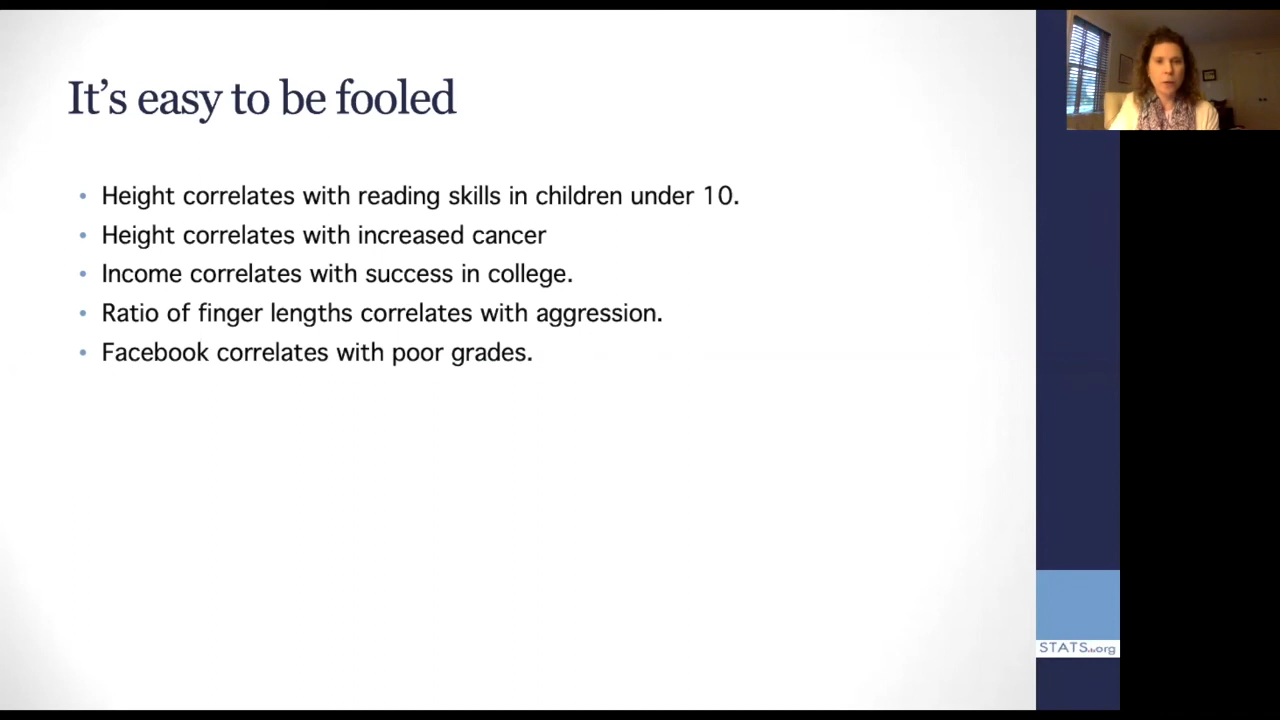 It's easy to be fooled
• Height correlates with reading skills in children under 10.
• Height correlates with increased cancer
• Income correlates with success in college.
• Ratio of finger lengths correlates with aggression.
• Facebook correlates with poor grades.
STATS.org